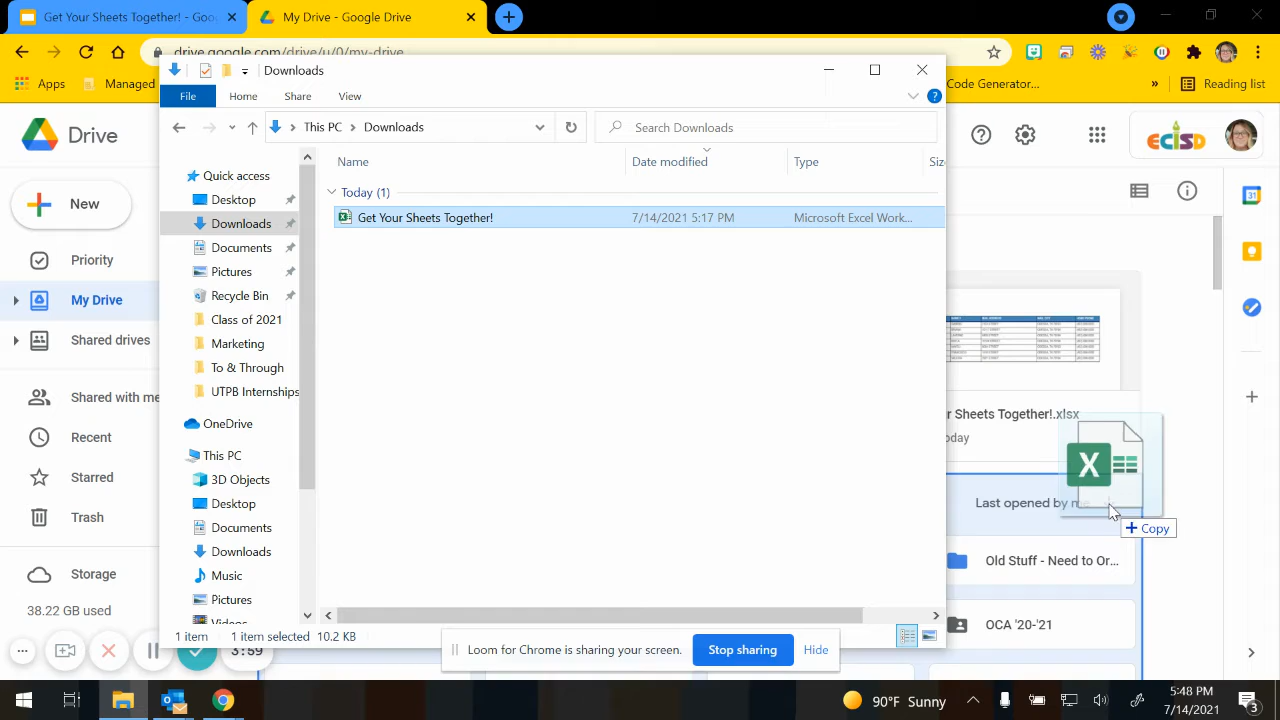 Get Your Sheets Together! - Goo
My Drive - Google Drive
drive.google.com/drive/u/0/my-drive
Apps
Managed
Code Generator...
»
Reading list
Downloads
File
Home
Share
View
This PC > Downloads
Search Downloads
Drive
ECISD
New
Priority
My Drive
Shared drives
Shared with me
Recent
Starred
Trash
Storage
38.22 GB used
Quick access
Desktop
Downloads
Documents
Pictures
Recycle Bin
Class of 2021
Marketing
To & Through
UTPB Internships
OneDrive
This PC
3D Objects
Desktop
Documents
Downloads
Music
Pictures
Videos
Name
Date modified
Type
Siz
Today (1)
Get Your Sheets Together!
7/14/2021 5:17 PM
Microsoft Excel Work...
r Sheets Together!.xlsx
oday
X
Last opened by me
+ Copy
Old Stuff - Need to Or...
OCA '20-'21
31
1 item
1 item selected
10.2 KB
3:59
Loom for Chrome is sharing your screen.
Stop sharing
Hide
90°F Sunny
5:48 PM
7/14/2021
3